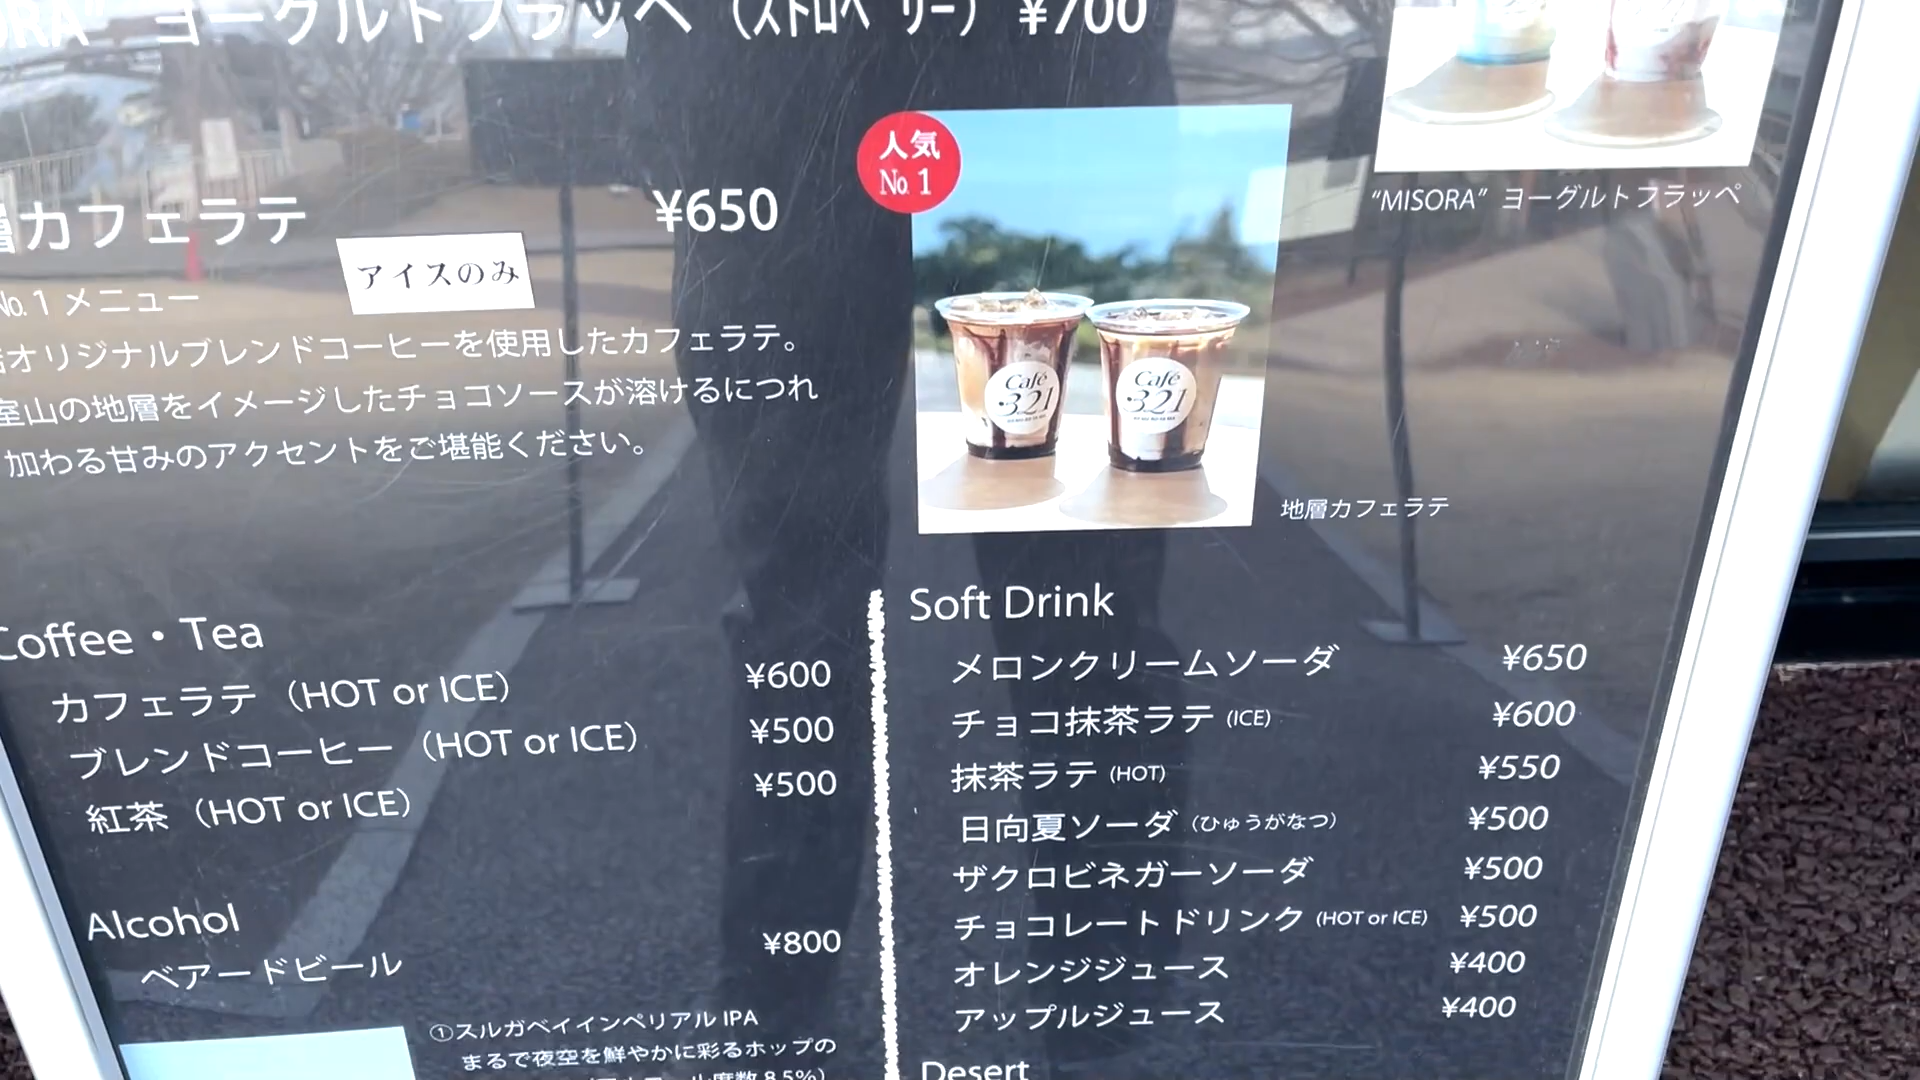 ヨーグルトフラッペ（ストロベリー） ¥700
層カフェラテ ¥650
アイスのみ
No. 1 メニュー
オリジナルブレンドコーヒーを使用したカフェラテ。
室山の地層をイメージしたチョコソースが溶けるにつれ
加わる甘みのアクセントをご堪能ください。
人気
No. 1
Café
321
Café
321
"MISORA" ヨーグルトフラッペ
地層カフェラテ
Coffee・Tea
カフェラテ（HOT or ICE） ¥600
ブレンドコーヒー（HOT or ICE） ¥500
紅茶（HOT or ICE） ¥500
Alcohol
ベアードビール ¥800
①スルガベイインペリアル IPA
まるで夜空を鮮やかに彩るホップの
Soft Drink
メロンクリームソーダ ¥650
チョコ抹茶ラテ (ICE) ¥600
抹茶ラテ (HOT) ¥550
日向夏ソーダ（ひゅうがなつ） ¥500
ザクロビネガーソーダ ¥500
チョコレートドリンク (HOT or ICE) ¥500
オレンジジュース ¥400
アップルジュース ¥400
Desert